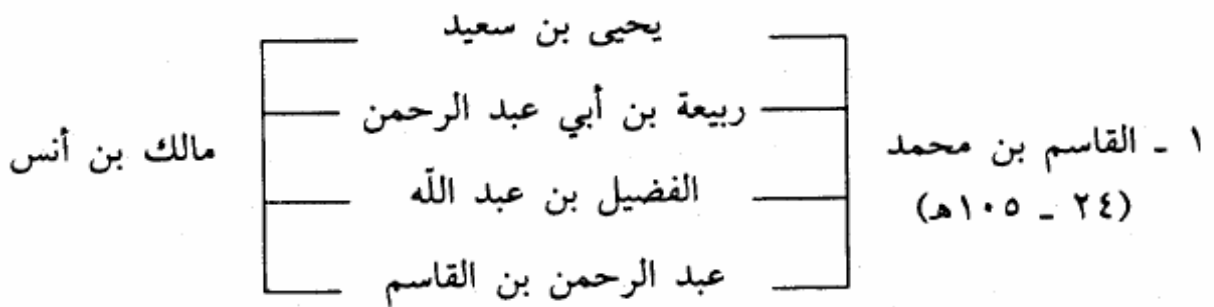 ١ ـ القاسم بن محمد
(٢٤ ـ ١٠٥هـ)
يحيى بن سعيد
ربيعة بن أبي عبد الرحمن
الفضيل بن عبد اللّه
عبد الرحمن بن القاسم
مالك بن أنس